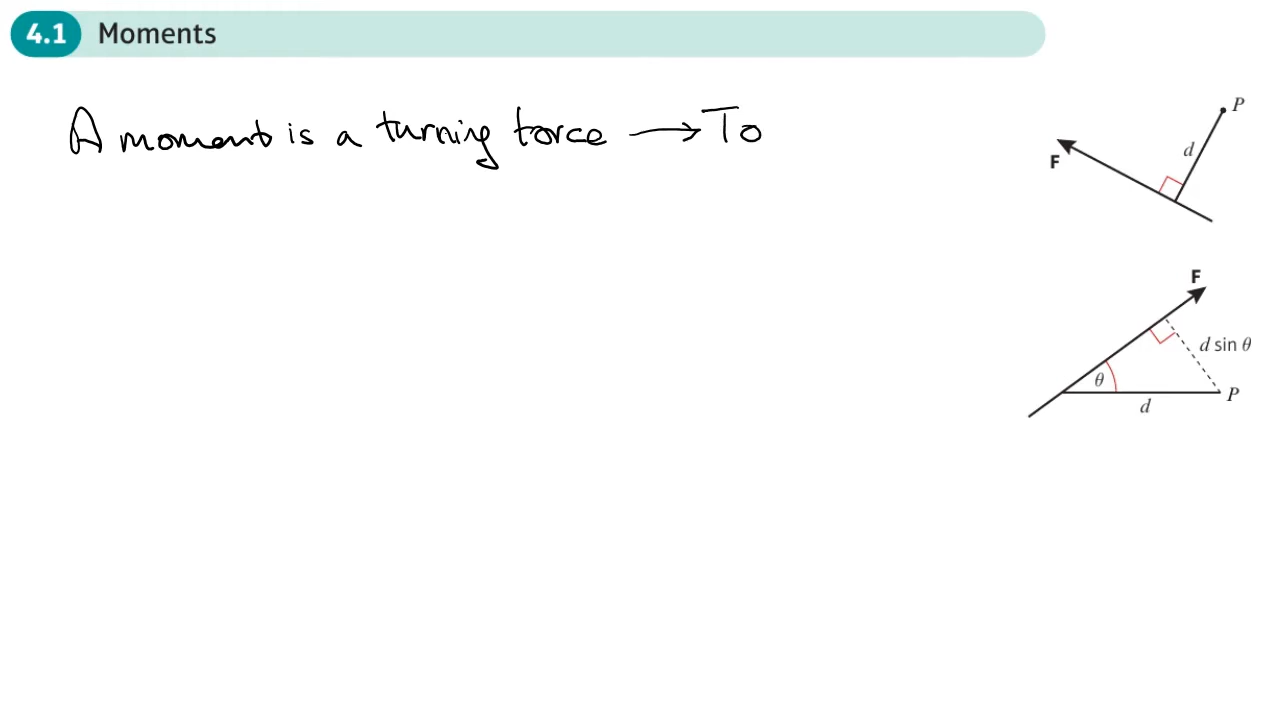 4.1 Moments
A moment is a turning force → To
P
d
F
F
d sin θ
θ
P
d